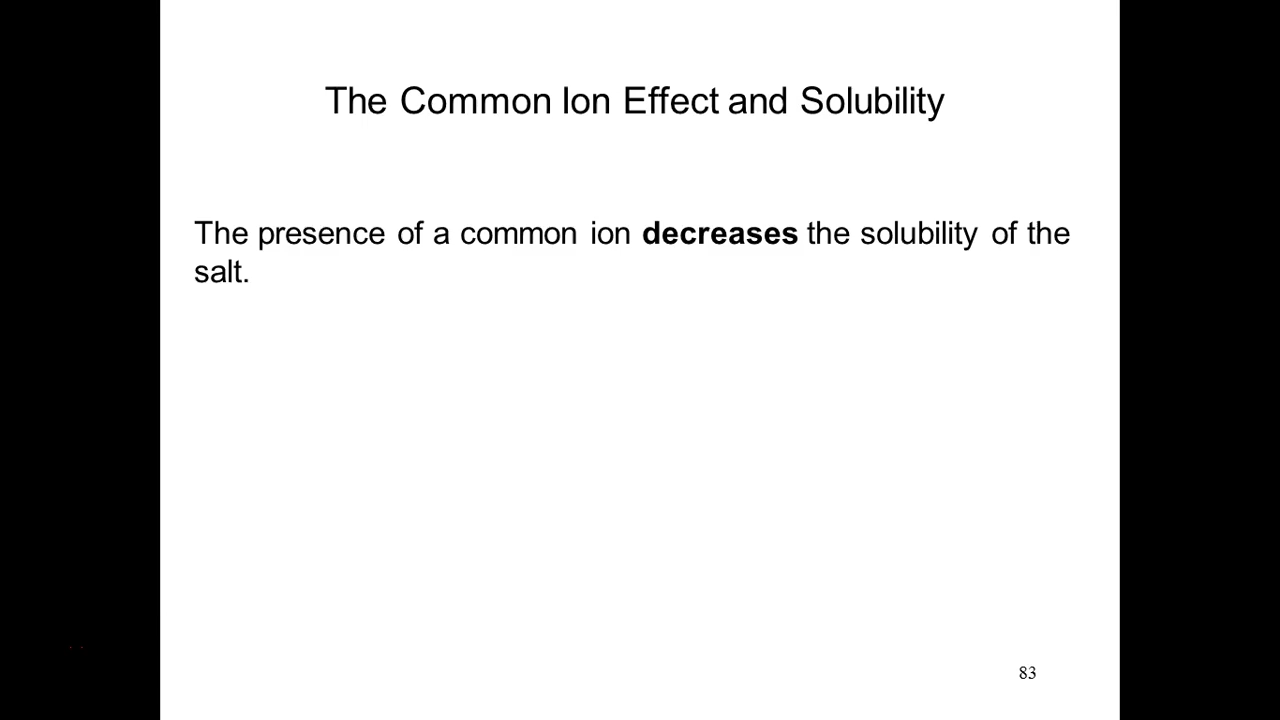 The Common Ion Effect and Solubility
The presence of a common ion decreases the solubility of the
salt.
83